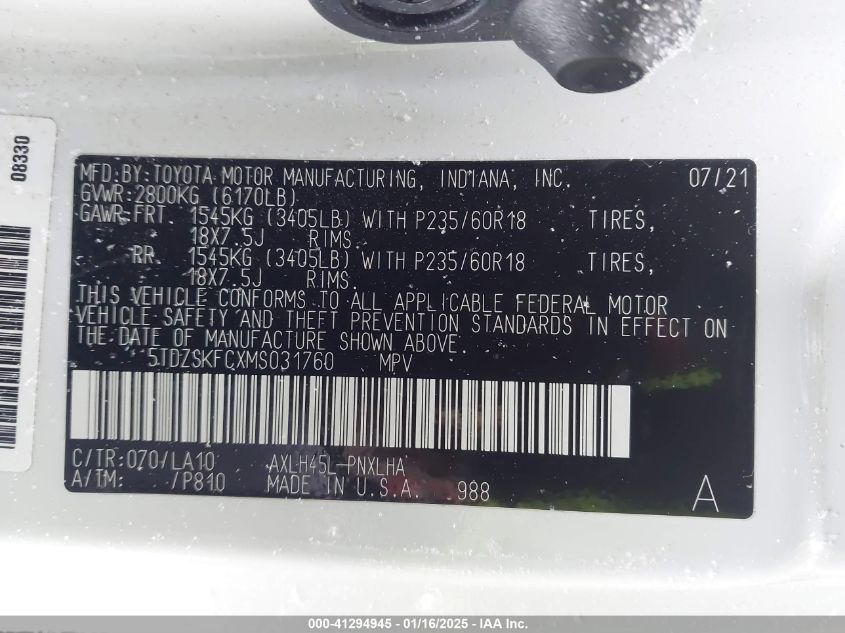 08330
MFD.BY:TOYOTA MOTOR MANUFACTURING, INDIANA, INC. 07/21
GVWR:2800KG (6170LB)
GAWR-FRT. 1545KG (3405LB) WITH P235/60R18 TIRES,
18X7.5J RIMS.
RR. 1545KG (3405LB) WITH P235/60R18 TIRES,
18X7.5J RIMS.
THIS VEHICLE CONFORMS TO ALL APPLICABLE FEDERAL MOTOR
VEHICLE SAFETY AND THEFT PREVENTION STANDARDS IN EFFECT ON
THE DATE OF MANUFACTURE SHOWN ABOVE.
5TDZSKFCXMS031760 MPV
C/TR:070/LA10 AXLH45L-PNXLHA
A/TM: /P810 MADE IN U.S.A. 988 A
000-41294945 - 01/16/2025 - IAA Inc.